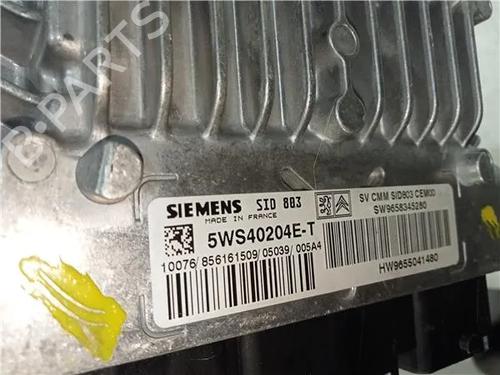 B-PARTS
SIEMENS SID 803
MADE IN FRANCE
5WS40204E-T
10076/856161509/05039/005A4
SV CMM SID803 CEM00
SW9658345280
HW9655041480